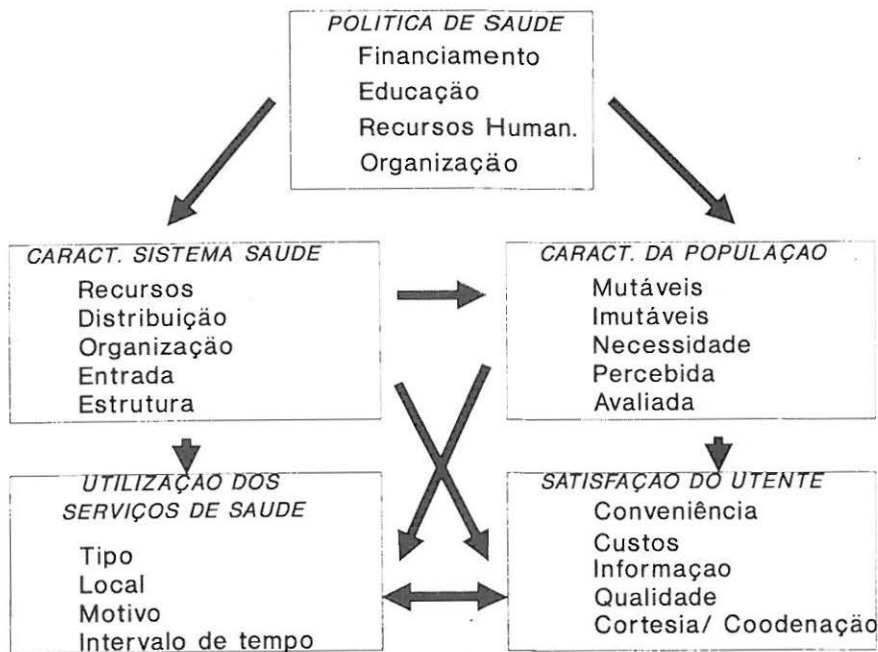 POLITICA DE SAUDE
Financiamento
Educação
Recursos Human.
Organização
CARACT. SISTEMA SAUDE
Recursos
Distribuição
Organização
Entrada
Estrutura
CARACT. DA POPULAÇAO
Mutáveis
Imutáveis
Necessidade
Percebida
Avaliada
UTILIZAÇAO DOS
SERVIÇOS DE SAUDE
Tipo
Local
Motivo
Intervalo de tempo
SATISFAÇAO DO UTENTE
Conveniência
Custos
Informaçao
Qualidade
Cortesia/ Coodenação